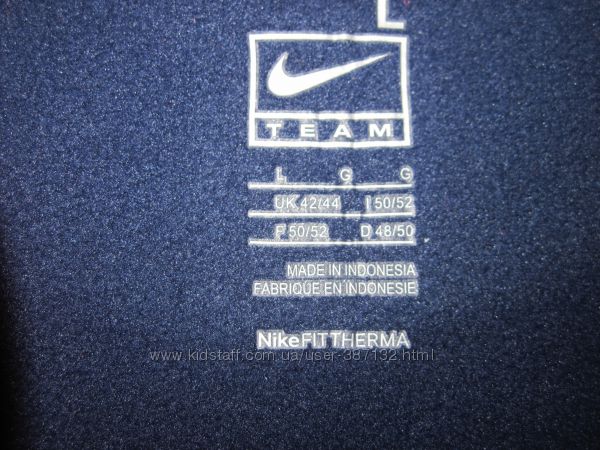 L
TEAM
L G G
UK 42/44 I 50/52
F 50/52 D 48/50
MADE IN INDONESIA
FABRIQUE EN INDONESIE
NikeFITTHERMA
www.kidstaff.com.ua/user-387132.html